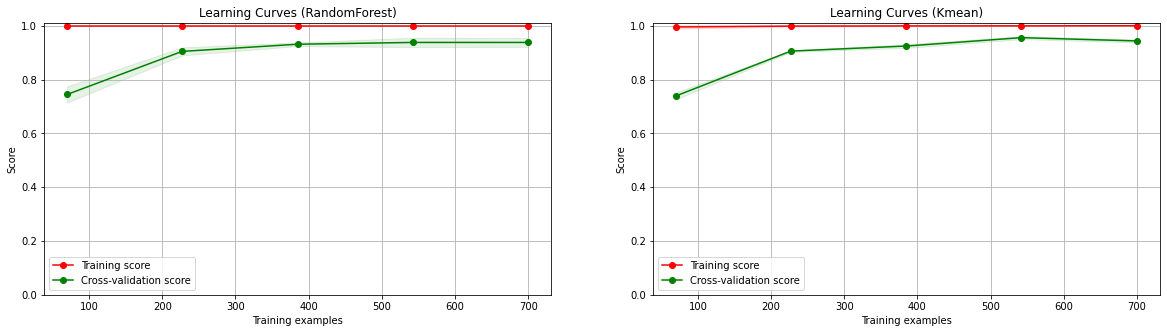 Learning Curves (RandomForest)
1.0
0.8
0.6
0.4
0.2
0.0
Score
Training score
Cross-validation score
100 200 300 400 500 600 700
Training examples
Learning Curves (Kmean)
1.0
0.8
0.6
0.4
0.2
0.0
Score
Training score
Cross-validation score
100 200 300 400 500 600 700
Training examples